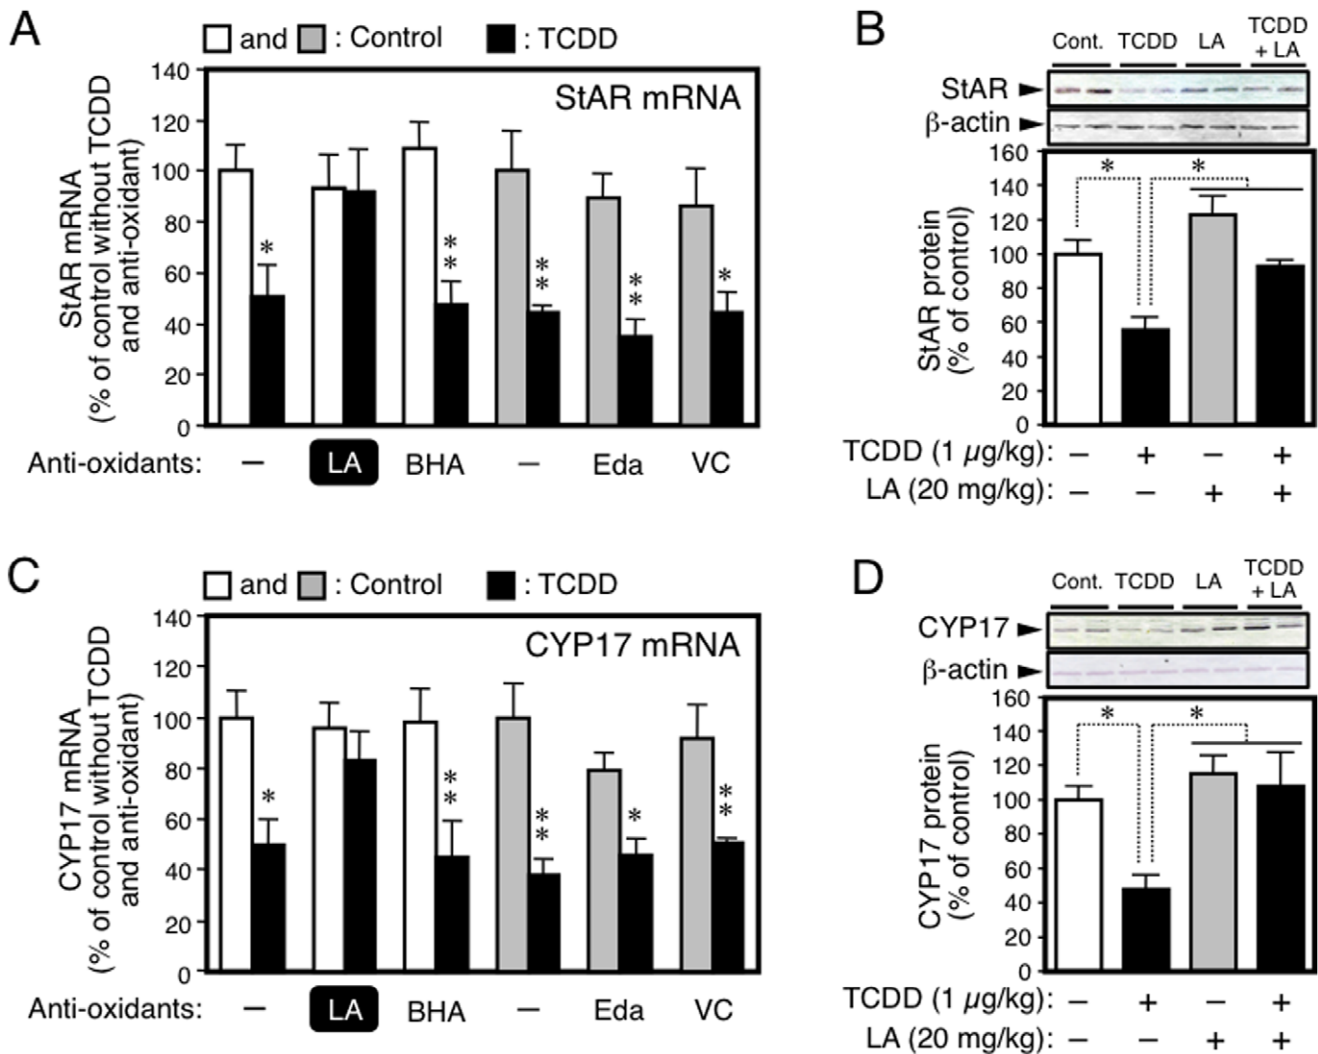 A
and : Control : TCDD
StAR mRNA
StAR mRNA
(% of control without TCDD
and anti-oxidant)
140
120
100
80
60
40
20
0
*
**
**
**
*
Anti-oxidants: – LA BHA – Eda VC
B
Cont. TCDD LA TCDD
+ LA
StAR
β-actin
StAR protein
(% of control)
160
140
120
100
80
60
40
20
0
* *
TCDD (1 µg/kg): – + – +
LA (20 mg/kg): – – + +
C
and : Control : TCDD
CYP17 mRNA
CYP17 mRNA
(% of control without TCDD
and anti-oxidant)
140
120
100
80
60
40
20
0
*
**
**
*
**
Anti-oxidants: – LA BHA – Eda VC
D
Cont. TCDD LA TCDD
+ LA
CYP17
β-actin
CYP17 protein
(% of control)
160
140
120
100
80
60
40
20
0
* *
TCDD (1 µg/kg): – + – +
LA (20 mg/kg): – – + +